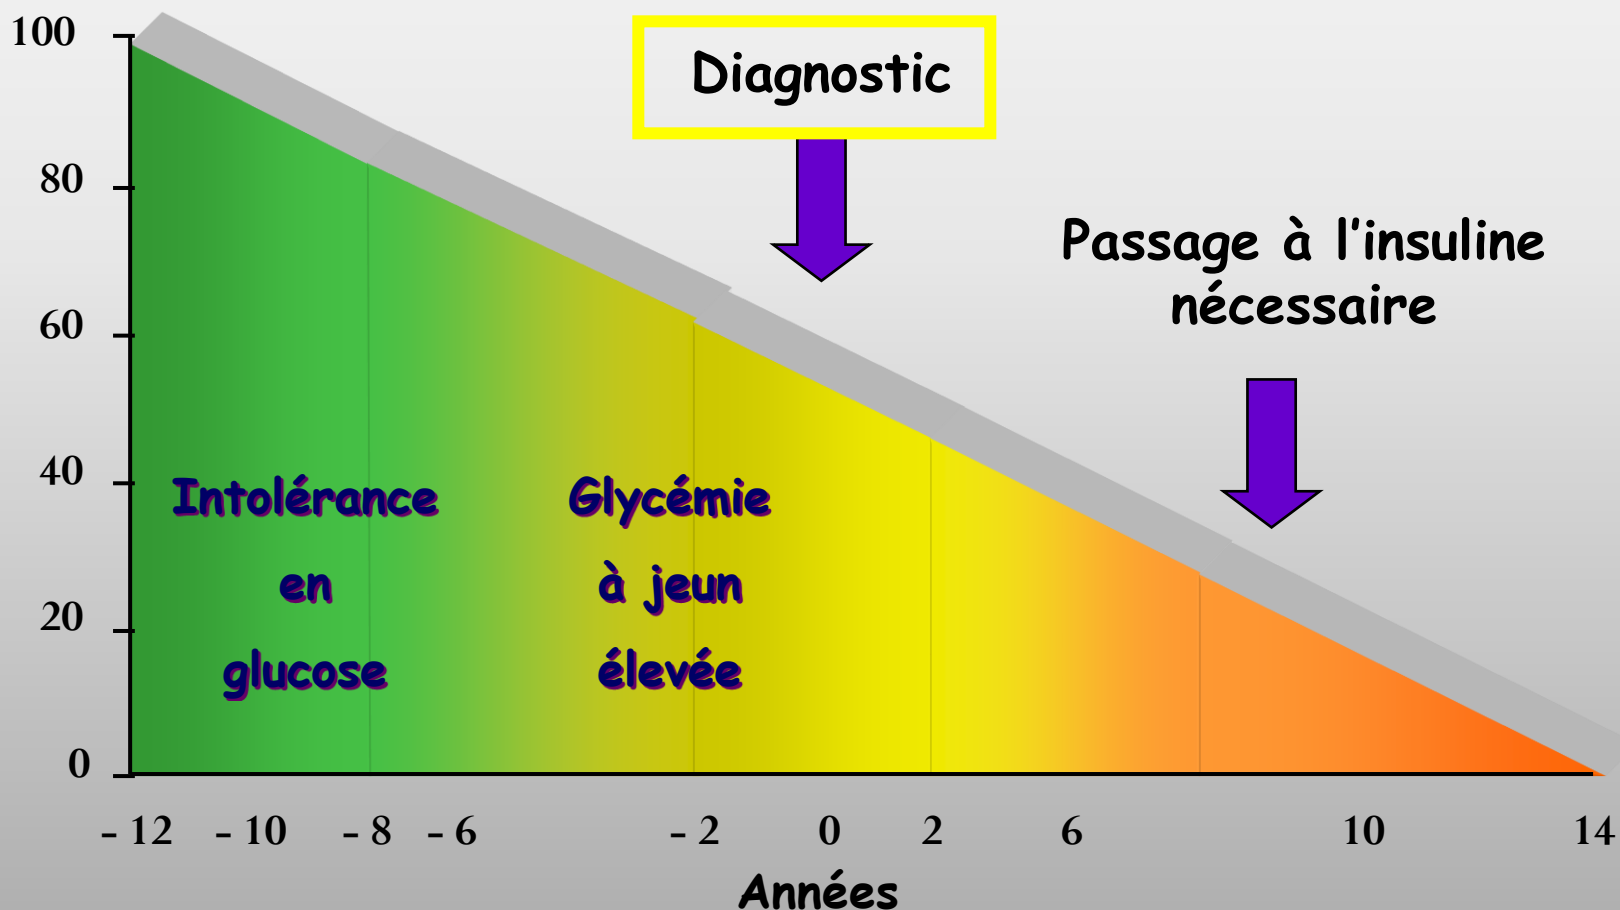 100
Diagnostic
80
Passage à l'insuline
nécessaire
60
40
Intolérance
en
glucose
Glycémie
à jeun
élevée
20
0
- 12 - 10 - 8 - 6 - 2 0 2 6 10 14
Années